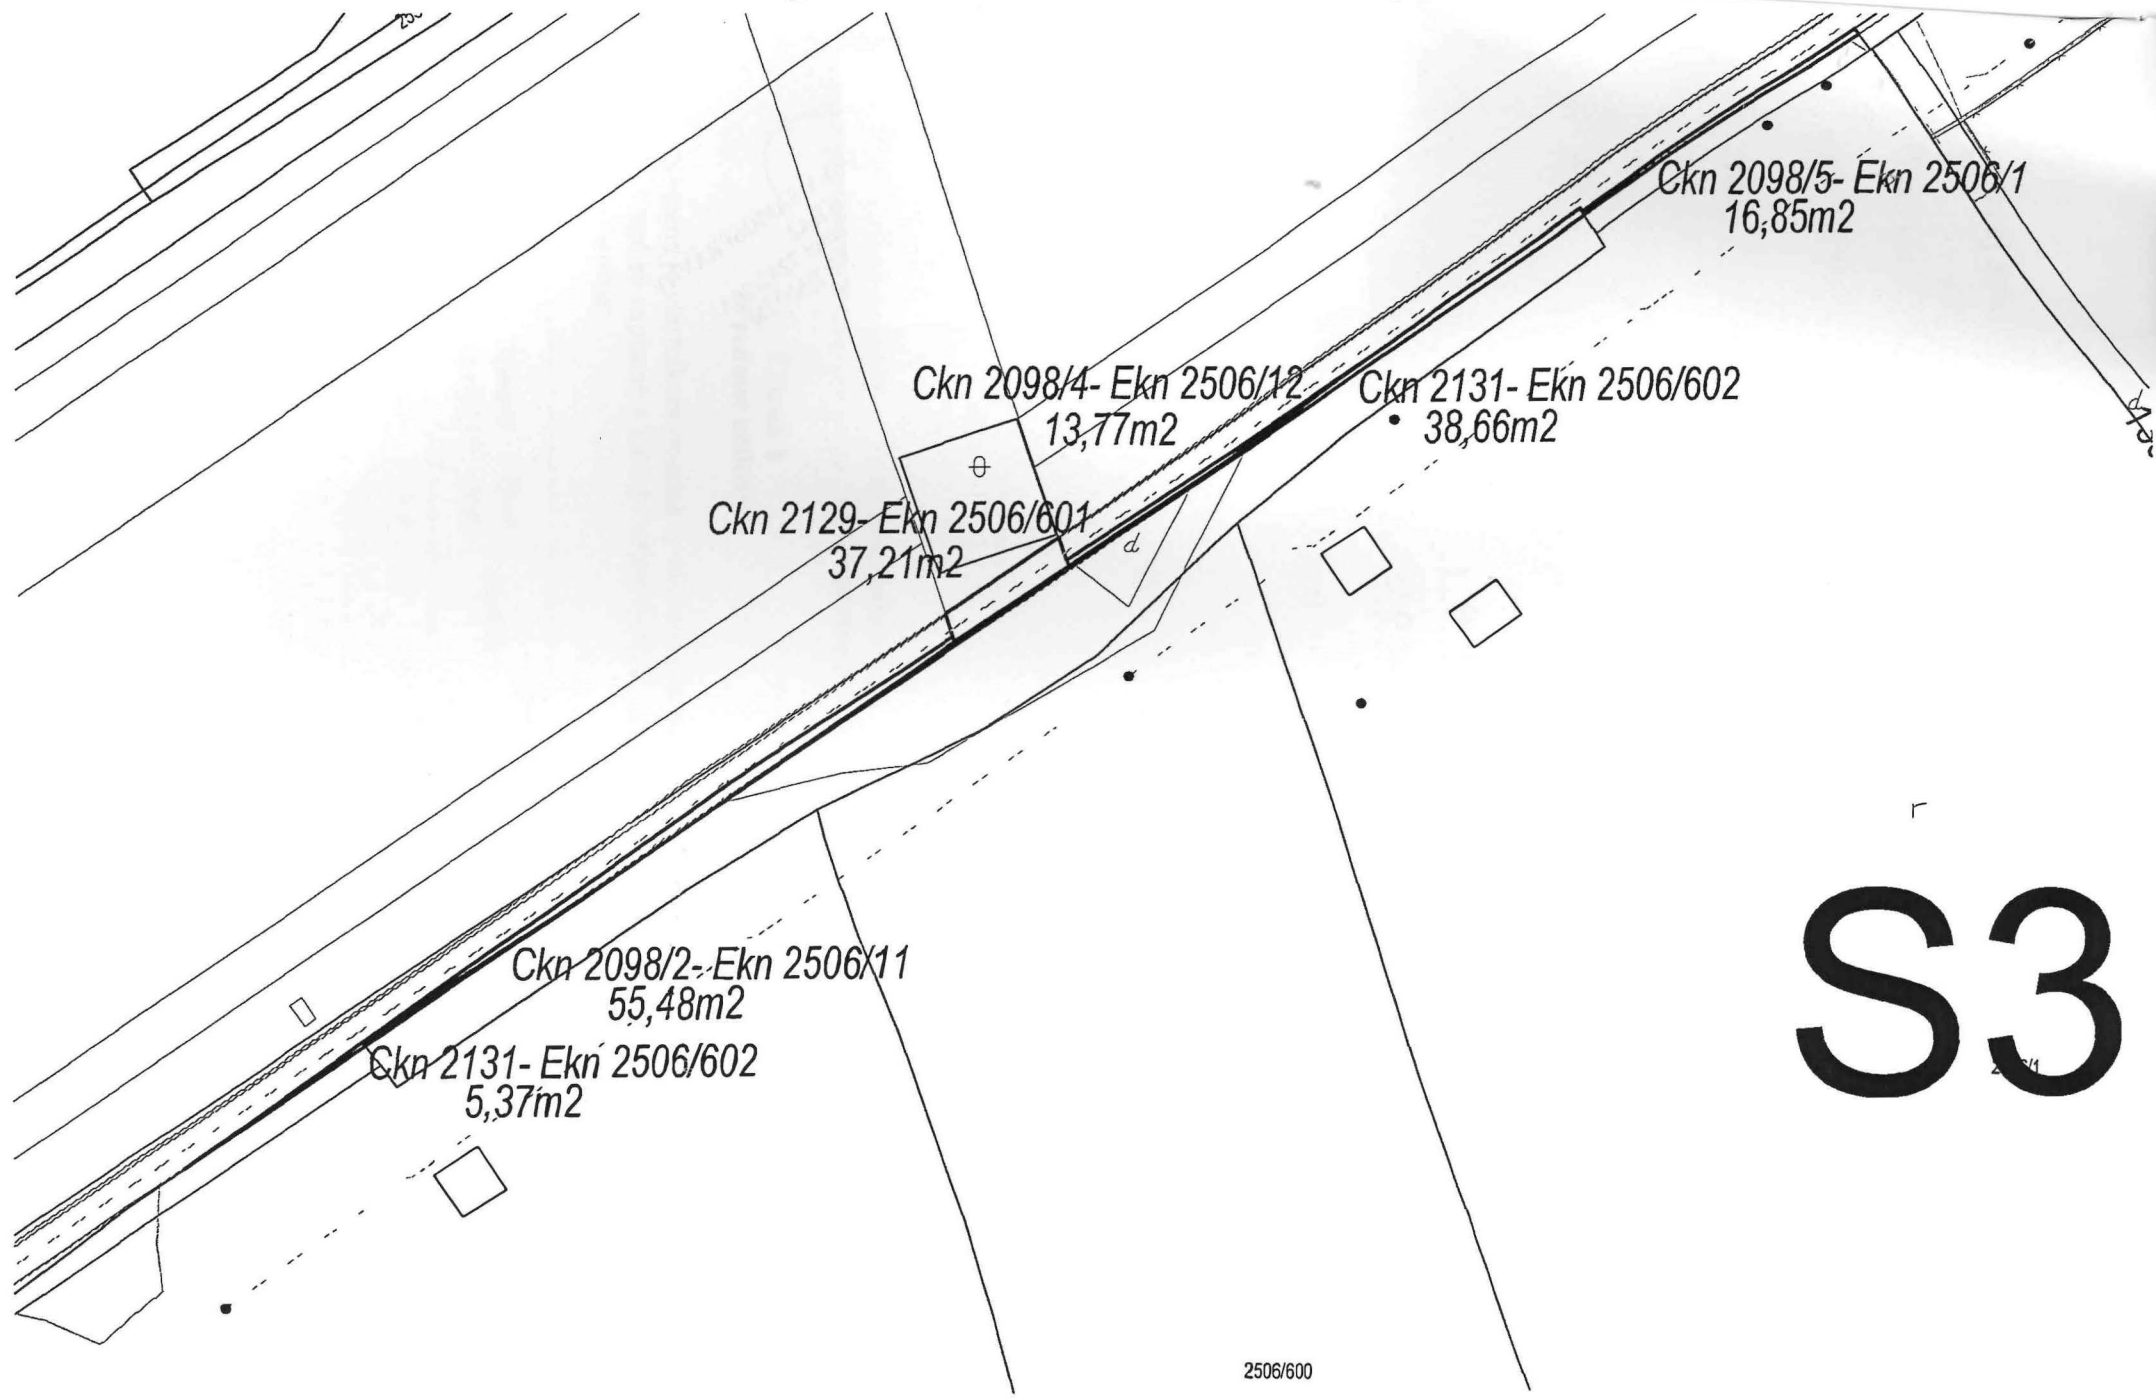 Ckn 2098/5- Ekn 2506/1
16,85m2
Ckn 2098/4- Ekn 2506/12
13,77m2
Ckn 2131- Ekn 2506/602
38,66m2
Ckn 2129- Ekn 2506/601
37,21m2
d
d
r
S3
Ckn 2098/2- Ekn 2506/11
55,48m2
Ckn 2131- Ekn 2506/602
5,37m2
2506/600